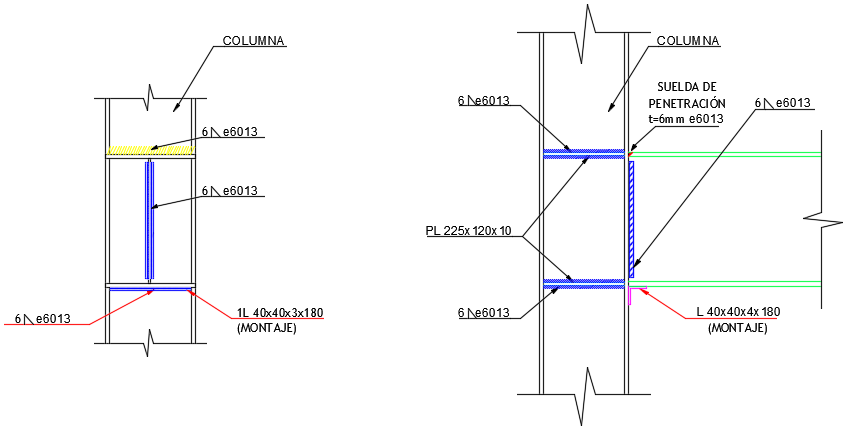 COLUMNA
6 e6013
6 e6013
6 e6013
1L 40x40x3x180
(MONTAJE)
COLUMNA
SUELDA DE
PENETRACIÓN
t=6mm e6013
6 e6013
6 e6013
PL 225x120x10
6 e6013
L 40x40x4x180
(MONTAJE)